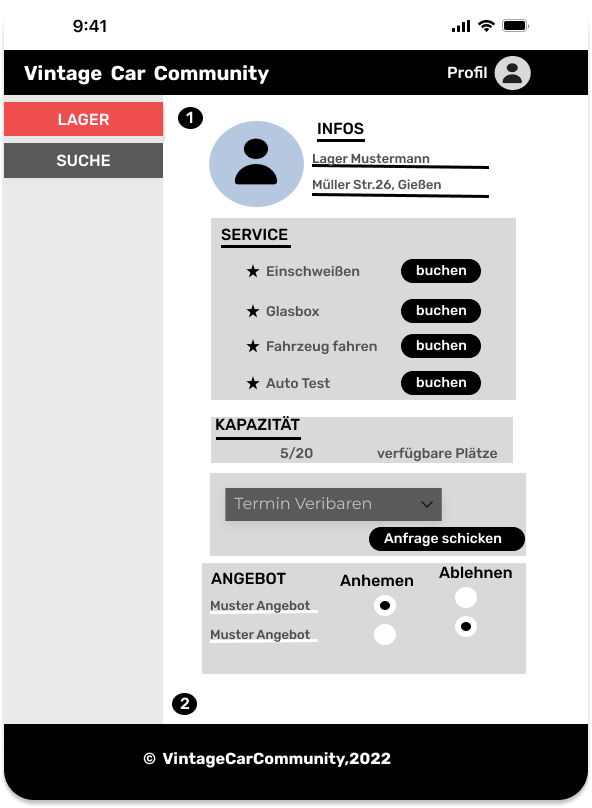 9:41
Vintage Car Community
Profil
LAGER
SUCHE
1
INFOS
Lager Mustermann
Müller Str.26, Gießen
SERVICE
Einschweißen buchen
Glasbox buchen
Fahrzeug fahren buchen
Auto Test buchen
KAPAZITÄT
5/20 verfügbare Plätze
Termin Veribaren
Anfrage schicken
ANGEBOT Anhemen Ablehnen
Muster Angebot
Muster Angebot
2
© VintageCarCommunity,2022